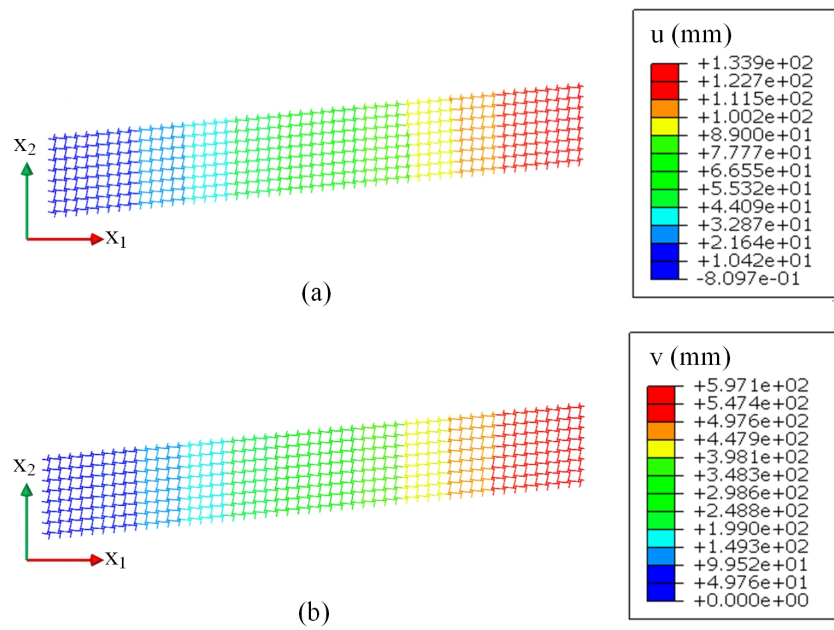 u (mm)
+1.339e+02
+1.227e+02
+1.115e+02
+1.002e+02
+8.900e+01
+7.777e+01
+6.655e+01
+5.532e+01
+4.409e+01
+3.287e+01
+2.164e+01
+1.042e+01
-8.097e-01
x2
x1
(a)
v (mm)
+5.971e+02
+5.474e+02
+4.976e+02
+4.479e+02
+3.981e+02
+3.483e+02
+2.986e+02
+2.488e+02
+1.990e+02
+1.493e+02
+9.952e+01
+4.976e+01
+0.000e+00
x2
x1
(b)